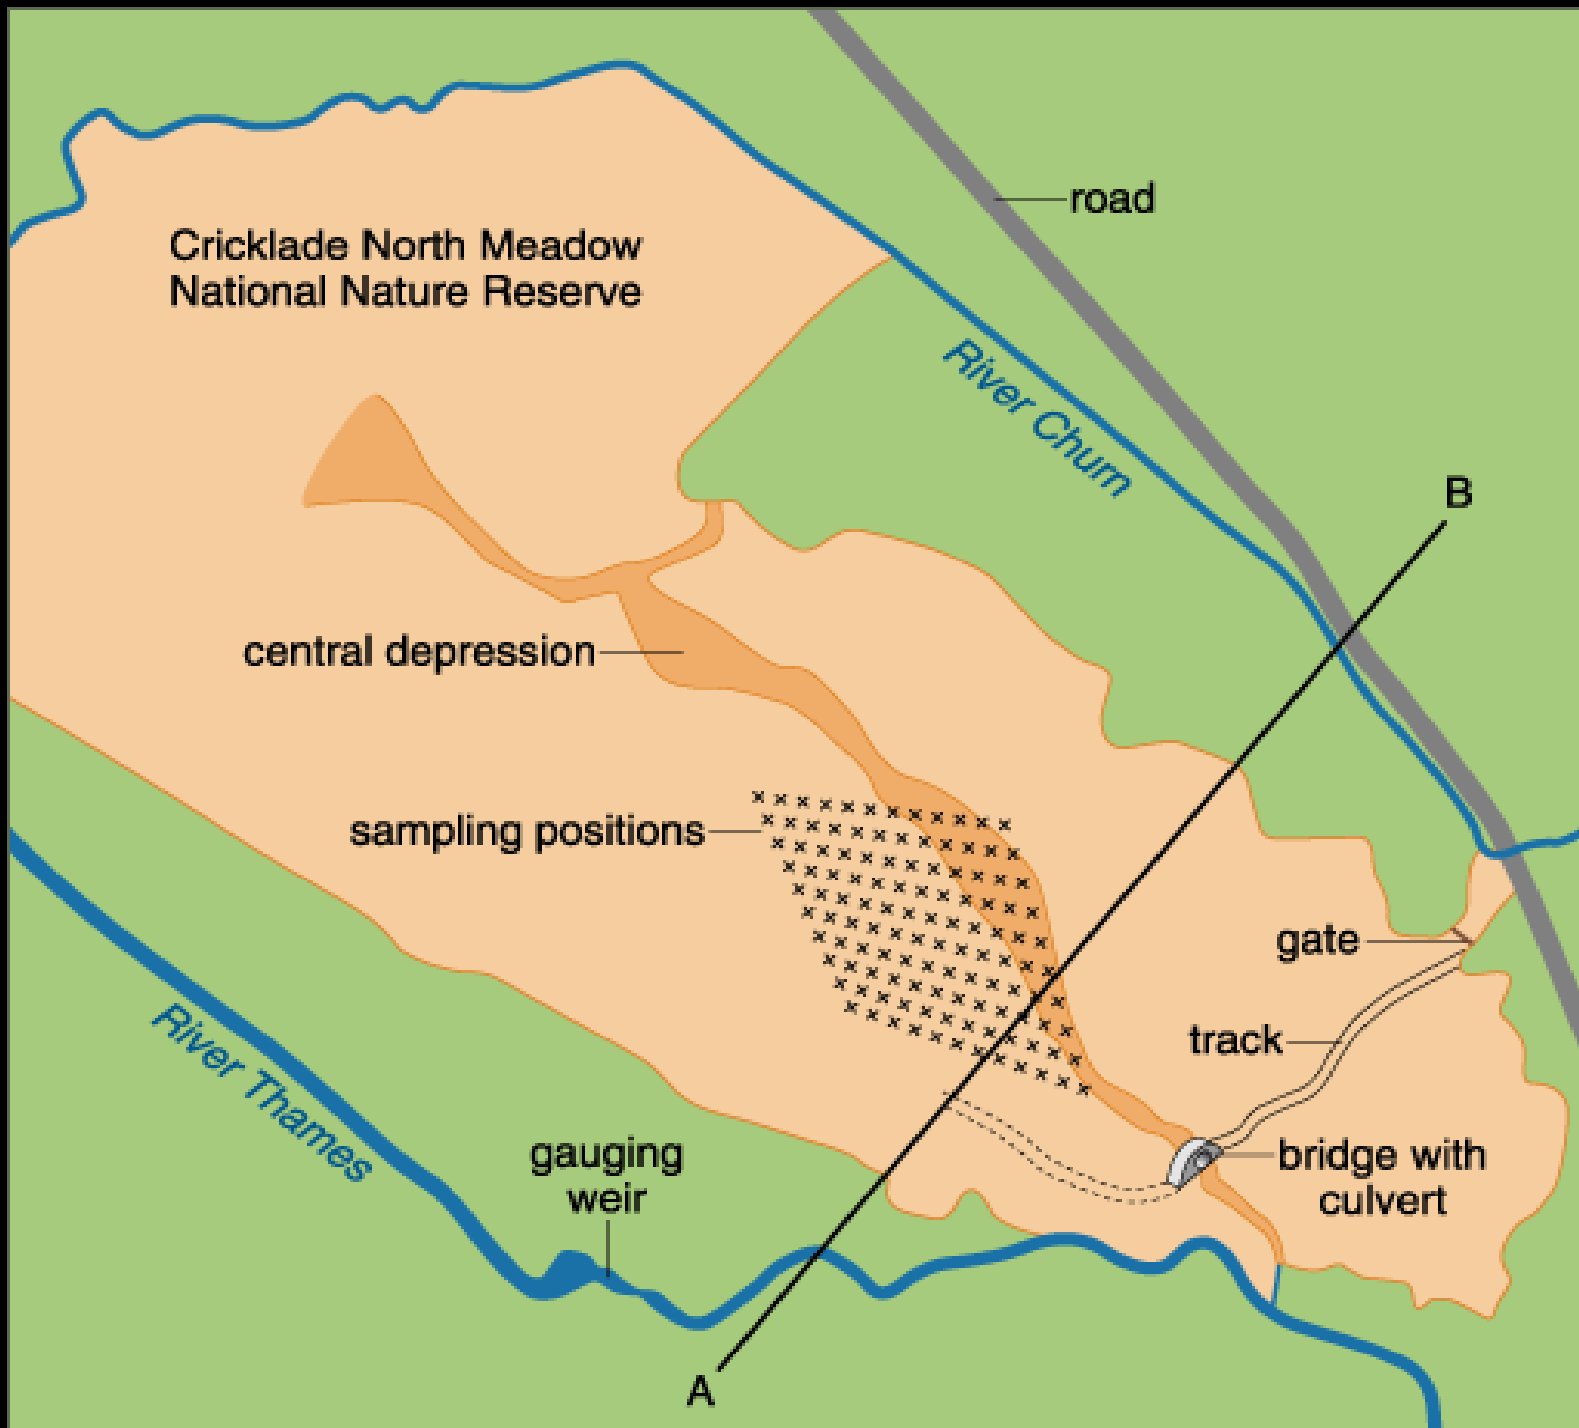 road
Cricklade North Meadow
National Nature Reserve
River Churn
B
central depression
sampling positions
gate
River Thames
track
gauging
weir
bridge with
culvert
A